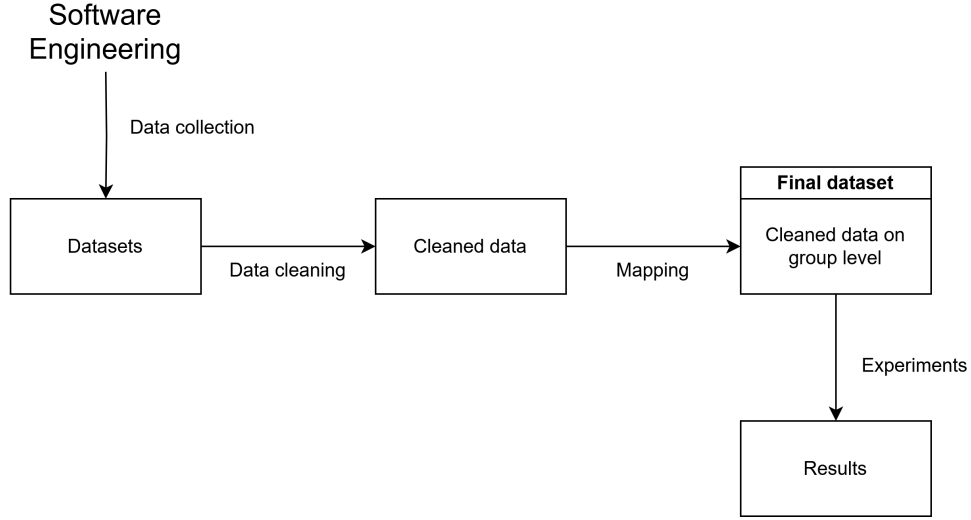 Software
Engineering
Data collection
Datasets
Data cleaning
Cleaned data
Mapping
Final dataset
Cleaned data on
group level
Experiments
Results